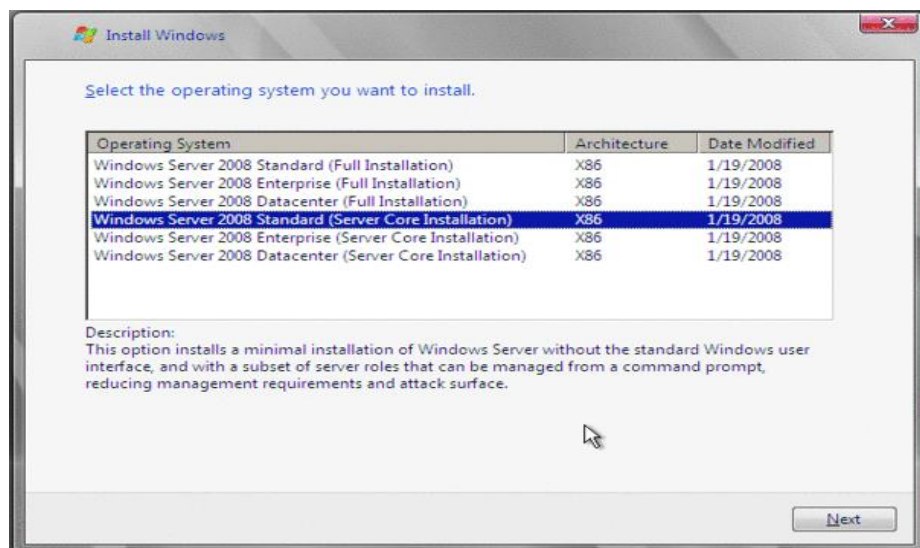 Install Windows
Select the operating system you want to install.
Operating System Architecture Date Modified
Windows Server 2008 Standard (Full Installation) X86 1/19/2008
Windows Server 2008 Enterprise (Full Installation) X86 1/19/2008
Windows Server 2008 Datacenter (Full Installation) X86 1/19/2008
Windows Server 2008 Standard (Server Core Installation) X86 1/19/2008
Windows Server 2008 Enterprise (Server Core Installation) X86 1/19/2008
Windows Server 2008 Datacenter (Server Core Installation) X86 1/19/2008
Description:
This option installs a minimal installation of Windows Server without the standard Windows user
interface, and with a subset of server roles that can be managed from a command prompt,
reducing management requirements and attack surface.
Next